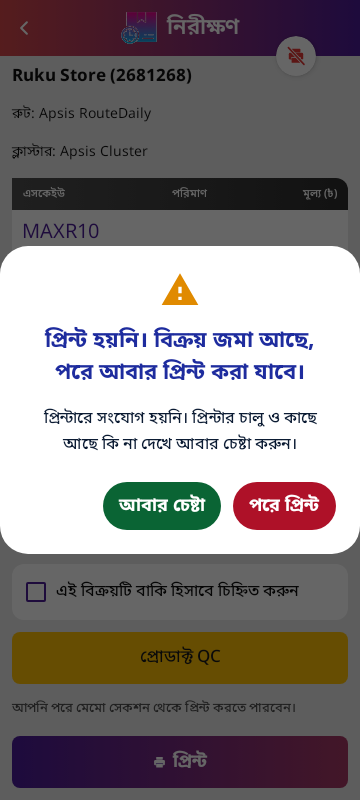 নিরীক্ষণ
Ruku Store (2681268)
রুট: Apsis RouteDaily
ক্লাস্টার: Apsis Cluster
এসকেইউ পরিমাণ মূল্য (৳)
MAXR10
প্রিন্ট হয়নি। বিক্রয় জমা আছে,
পরে আবার প্রিন্ট করা যাবে।
প্রিন্টারে সংযোগ হয়নি। প্রিন্টার চালু ও কাছে
আছে কি না দেখে আবার চেষ্টা করুন।
আবার চেষ্টা পরে প্রিন্ট
এই বিক্রয়টি বাকি হিসাবে চিহ্নিত করুন
প্রোডাক্ট QC
আপনি পরে মেমো সেকশন থেকে প্রিন্ট করতে পারবেন।
প্রিন্ট